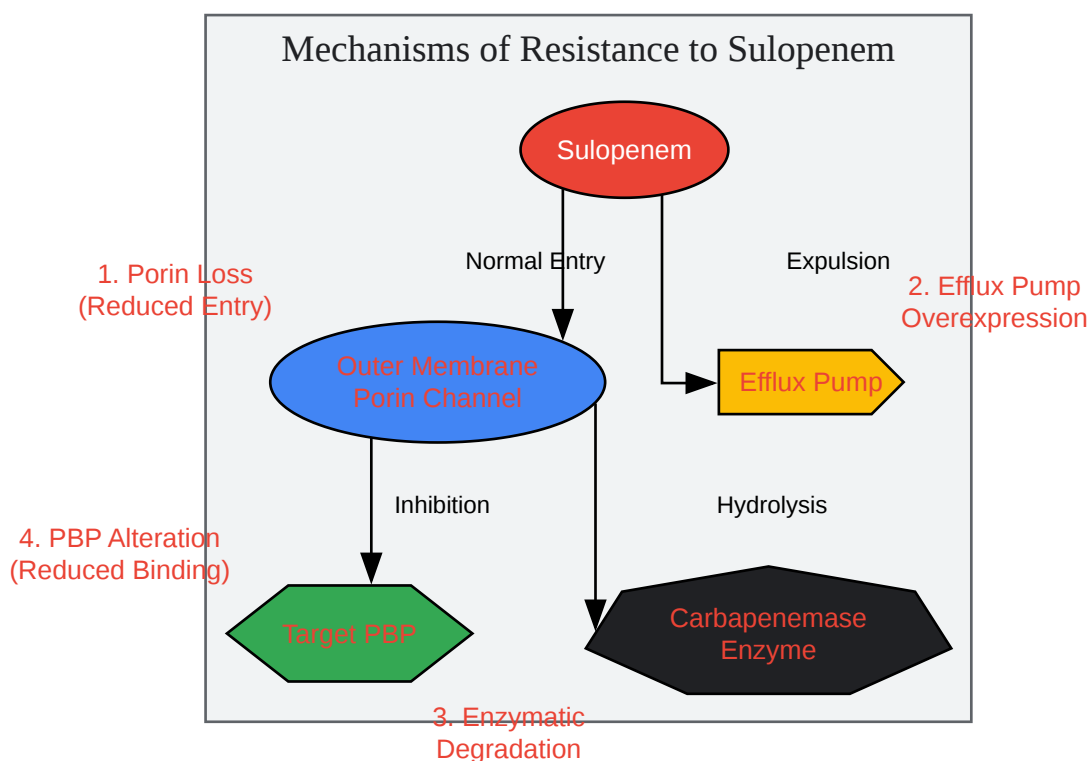 Mechanisms of Resistance to Sulopenem
Sulopenem
Normal Entry
Expulsion
1. Porin Loss
(Reduced Entry)
2. Efflux Pump
Overexpression
Outer Membrane
Porin Channel
Efflux Pump
Inhibition
Hydrolysis
4. PBP Alteration
(Reduced Binding)
Target PBP
Carbapenemase
Enzyme
3. Enzymatic
Degradation